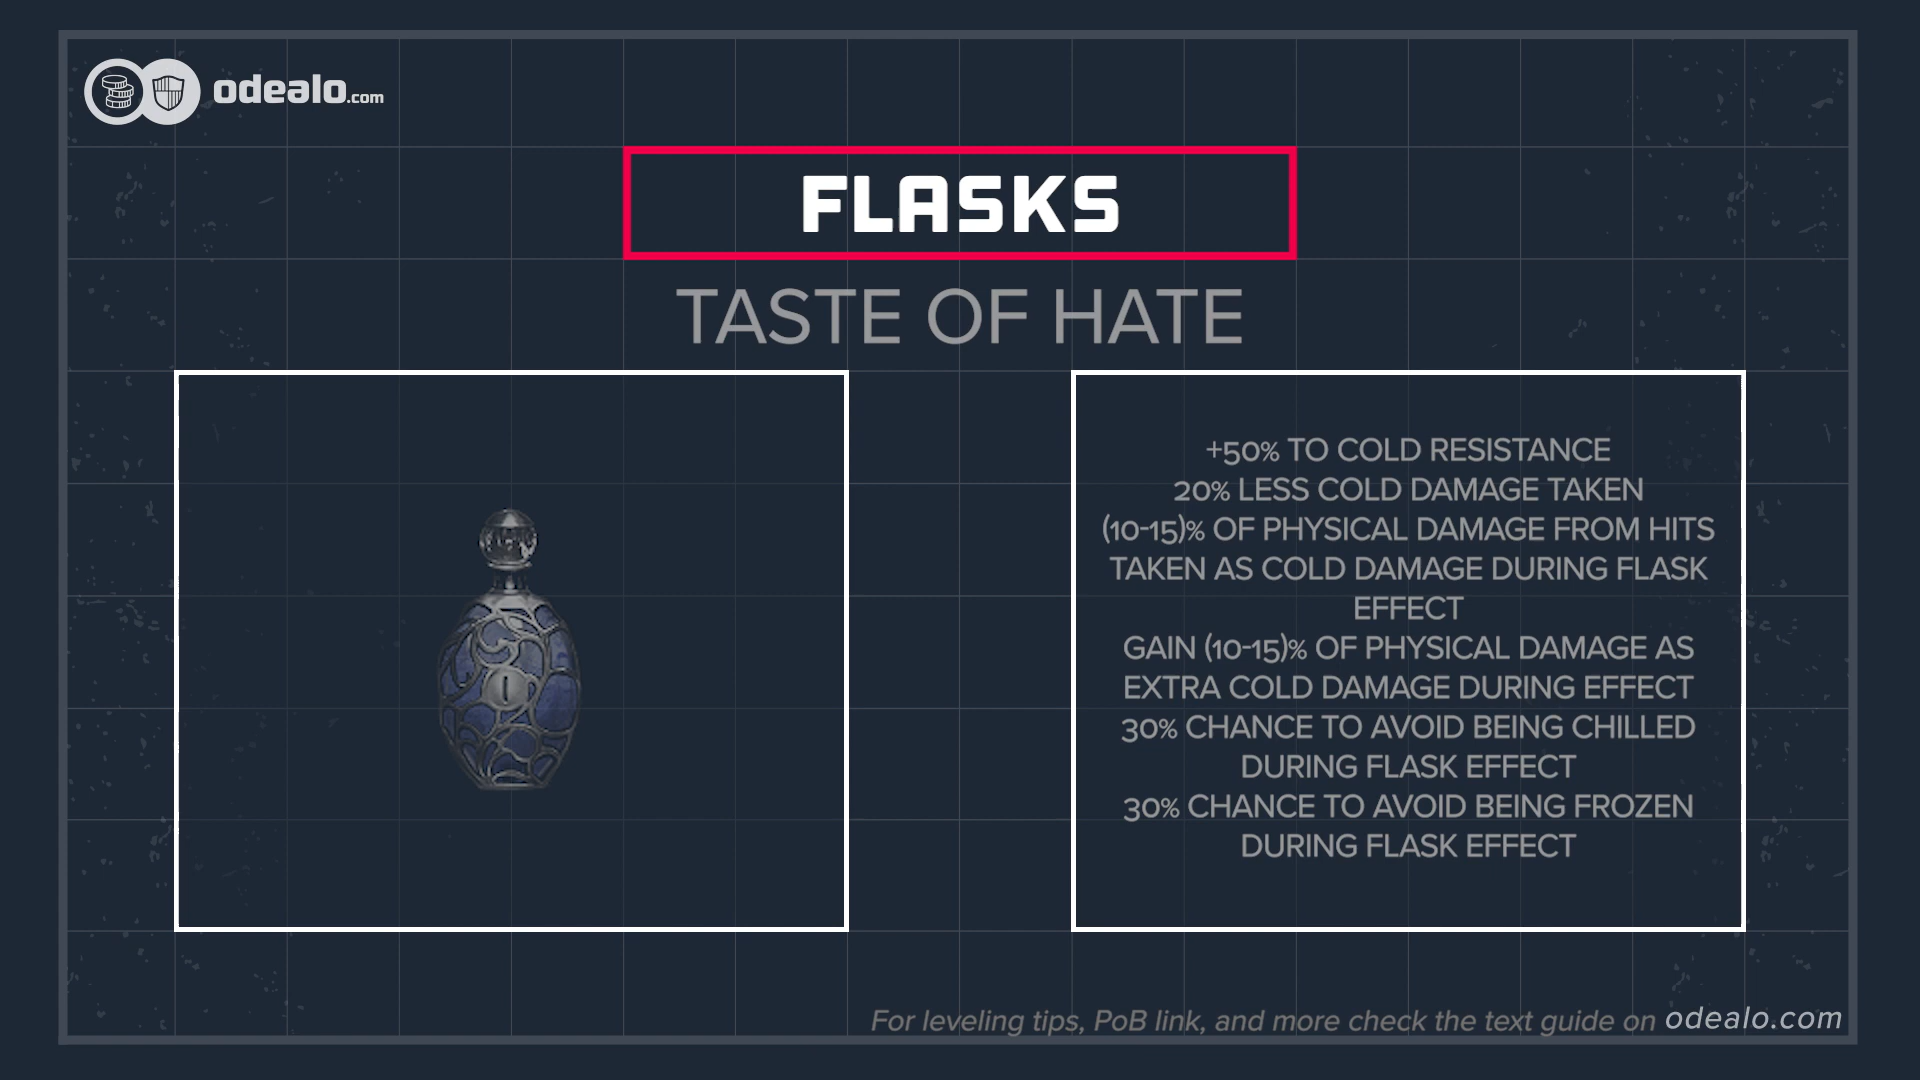 odealo.com
FLASKS
TASTE OF HATE
+50% TO COLD RESISTANCE
20% LESS COLD DAMAGE TAKEN
(10-15)% OF PHYSICAL DAMAGE FROM HITS
TAKEN AS COLD DAMAGE DURING FLASK
EFFECT
GAIN (10-15)% OF PHYSICAL DAMAGE AS
EXTRA COLD DAMAGE DURING EFFECT
30% CHANCE TO AVOID BEING CHILLED
DURING FLASK EFFECT
30% CHANCE TO AVOID BEING FROZEN
DURING FLASK EFFECT
For leveling tips, PoB link, and more check the text guide on odealo.com